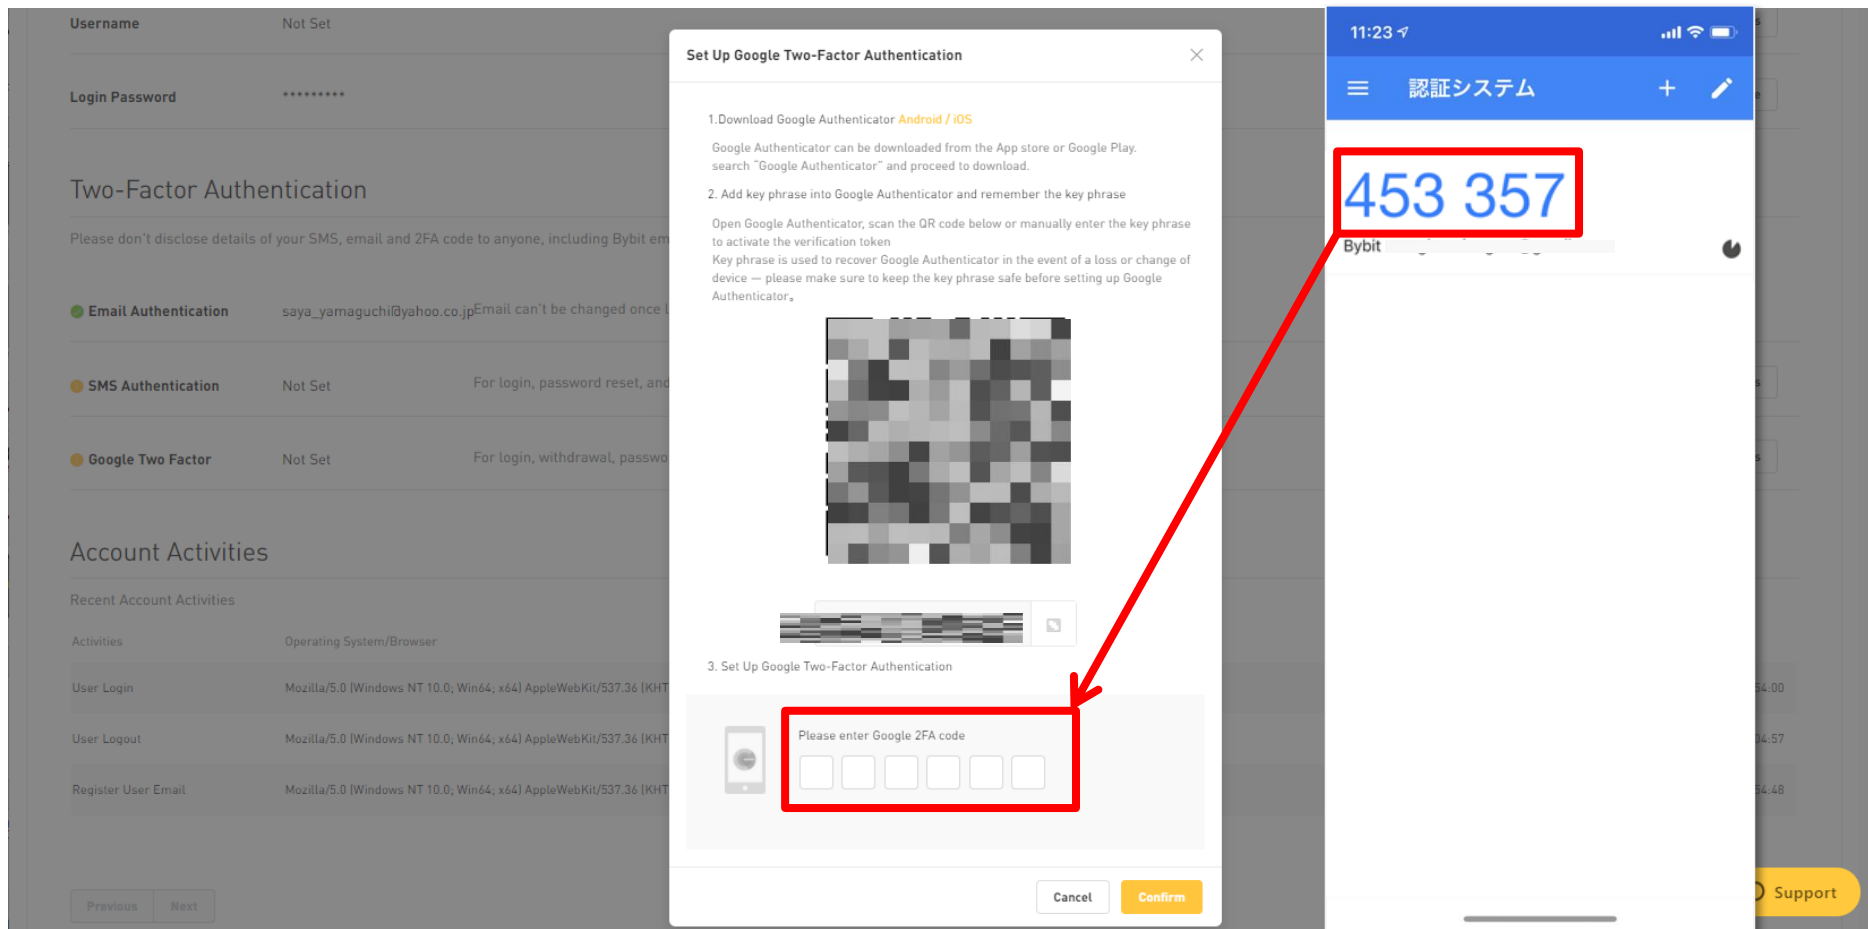 Username Not Set
Login Password *********
Two-Factor Authentication
Please don't disclose details of your SMS, email and 2FA code to anyone, including Bybit em
Email Authentication saya_yamaguchi@yahoo.co.jp Email can't be changed once l
SMS Authentication Not Set For login, password reset, and
Google Two Factor Not Set For login, withdrawal, passwo
Account Activities
Recent Account Activities
Activities Operating System/Browser
User Login Mozilla/5.0 (Windows NT 10.0; Win64; x64) AppleWebKit/537.36 (KHT 54:00
User Logout Mozilla/5.0 (Windows NT 10.0; Win64; x64) AppleWebKit/537.36 (KHT 04:57
Register User Email Mozilla/5.0 (Windows NT 10.0; Win64; x64) AppleWebKit/537.36 (KHT 54:48
Previous Next
Set Up Google Two-Factor Authentication
1.Download Google Authenticator Android / iOS
Google Authenticator can be downloaded from the App store or Google Play.
search “Google Authenticator” and proceed to download.
2. Add key phrase into Google Authenticator and remember the key phrase
Open Google Authenticator, scan the QR code below or manually enter the key phrase
to activate the verification token
Key phrase is used to recover Google Authenticator in the event of a loss or change of
device — please make sure to keep the key phrase safe before setting up Google
Authenticator。
3. Set Up Google Two-Factor Authentication
Please enter Google 2FA code
Cancel Confirm
11:23
認証システム
453 357
Bybit
Support